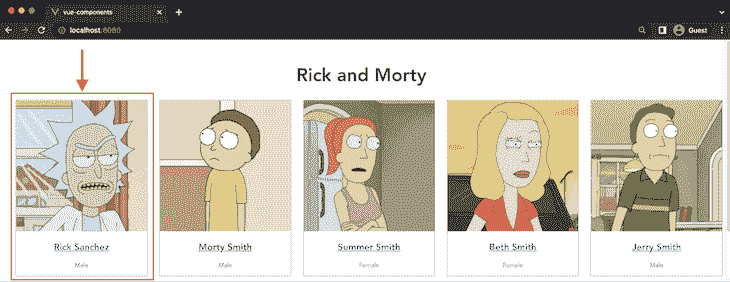 vue-components
localhost:8080
Guest
Rick and Morty
Rick Sanchez
Morty Smith
Summer Smith
Beth Smith
Jerry Smith
Male
Male
Female
Female
Male